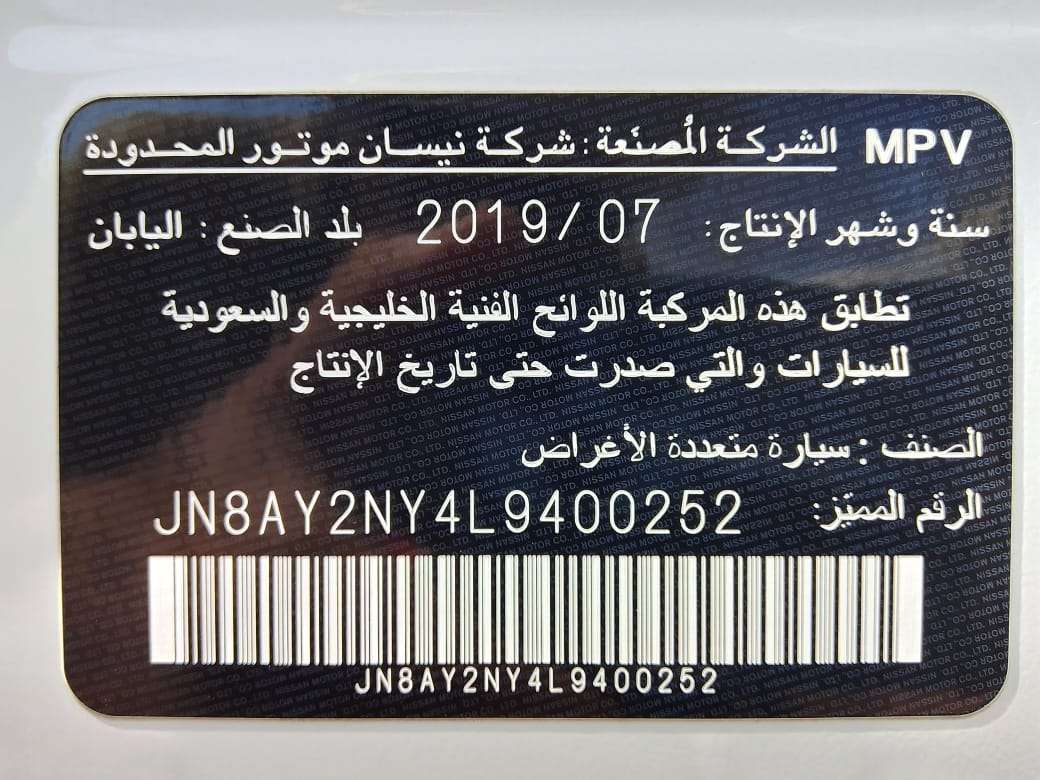 MPV الشركة المُصنّعة : شركة نيسان موتور المحدودة
سنة وشهر الإنتاج: 2019/07 بلد الصنع : اليابان
تطابق هذه المركبة اللوائح الفنية الخليجية والسعودية
للسيارات والتي صدرت حتى تاريخ الإنتاج
الصنف : سيارة متعددة الأغراض
الرقم المميّز: JN8AY2NY4L9400252
JN8AY2NY4L9400252